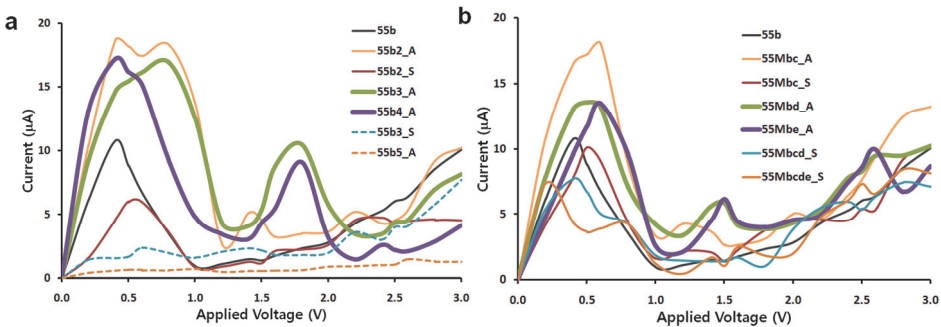 a
20
15
10
5
0
Current (µA)
0.0 0.5 1.0 1.5 2.0 2.5 3.0
Applied Voltage (V)
55b
55b2_A
55b2_S
55b3_A
55b4_A
55b3_S
55b5_A
b
20
15
10
5
0
Current (µA)
0.0 0.5 1.0 1.5 2.0 2.5 3.0
Applied Voltage (V)
55b
55Mbc_A
55Mbc_S
55Mbd_A
55Mbe_A
55Mbcd_S
55Mbcde_S